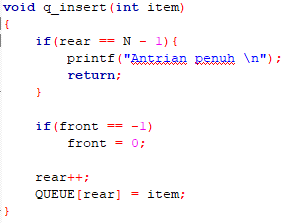 void q_insert(int item)
{
if(rear == N - 1){
printf("Antrian penuh \n");
return;
}
if(front == -1)
front = 0;
rear++;
QUEUE[rear] = item;
}